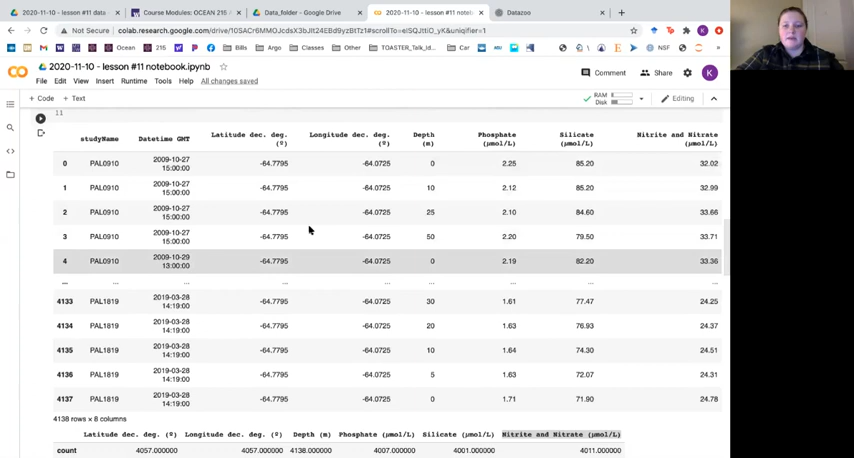 2020-11-10 - lesson #11 data
Course Modules: OCEAN 215 A
Data_folder - Google Drive
2020-11-10 - lesson #11 noteb
Datazoo
Not Secure
Bills
Argo
Classes
Other
TOASTER_Talk_Id...
Car
NSF
Ocean
215
2020-11-10 - lesson #11 notebook.ipynb
File Edit View Insert Runtime Tools Help All changes saved
Comment Share K
+ Code + Text
RAM
Disk
Editing
11
studyName Datetime GMT Latitude dec. deg. (º) Longitude dec. deg. (º) Depth (m) Phosphate (µmol/L) Silicate (µmol/L) Nitrite and Nitrate (µmol/L)
0 PAL0910 2009-10-27 15:00:00 -64.7795 -64.0725 0 2.25 85.20 32.02
1 PAL0910 2009-10-27 15:00:00 -64.7795 -64.0725 10 2.12 85.20 32.99
2 PAL0910 2009-10-27 15:00:00 -64.7795 -64.0725 25 2.10 84.60 33.66
3 PAL0910 2009-10-27 15:00:00 -64.7795 -64.0725 50 2.20 79.50 33.71
4 PAL0910 2009-10-29 13:00:00 -64.7795 -64.0725 0 2.19 82.20 33.36
... ... ... ... ... ... ... ... ...
4133 PAL1819 2019-03-28 14:19:00 -64.7795 -64.0725 30 1.61 77.47 24.25
4134 PAL1819 2019-03-28 14:19:00 -64.7795 -64.0725 20 1.63 76.93 24.37
4135 PAL1819 2019-03-28 14:19:00 -64.7795 -64.0725 10 1.64 74.30 24.51
4136 PAL1819 2019-03-28 14:19:00 -64.7795 -64.0725 5 1.63 72.07 24.31
4137 PAL1819 2019-03-28 14:19:00 -64.7795 -64.0725 0 1.71 71.90 24.78
4138 rows × 8 columns
Latitude dec. deg. (º) Longitude dec. deg. (º) Depth (m) Phosphate (µmol/L) Silicate (µmol/L) Nitrite and Nitrate (µmol/L)
count 4057.000000 4057.000000 4138.000000 4007.000000 4001.000000 4011.000000